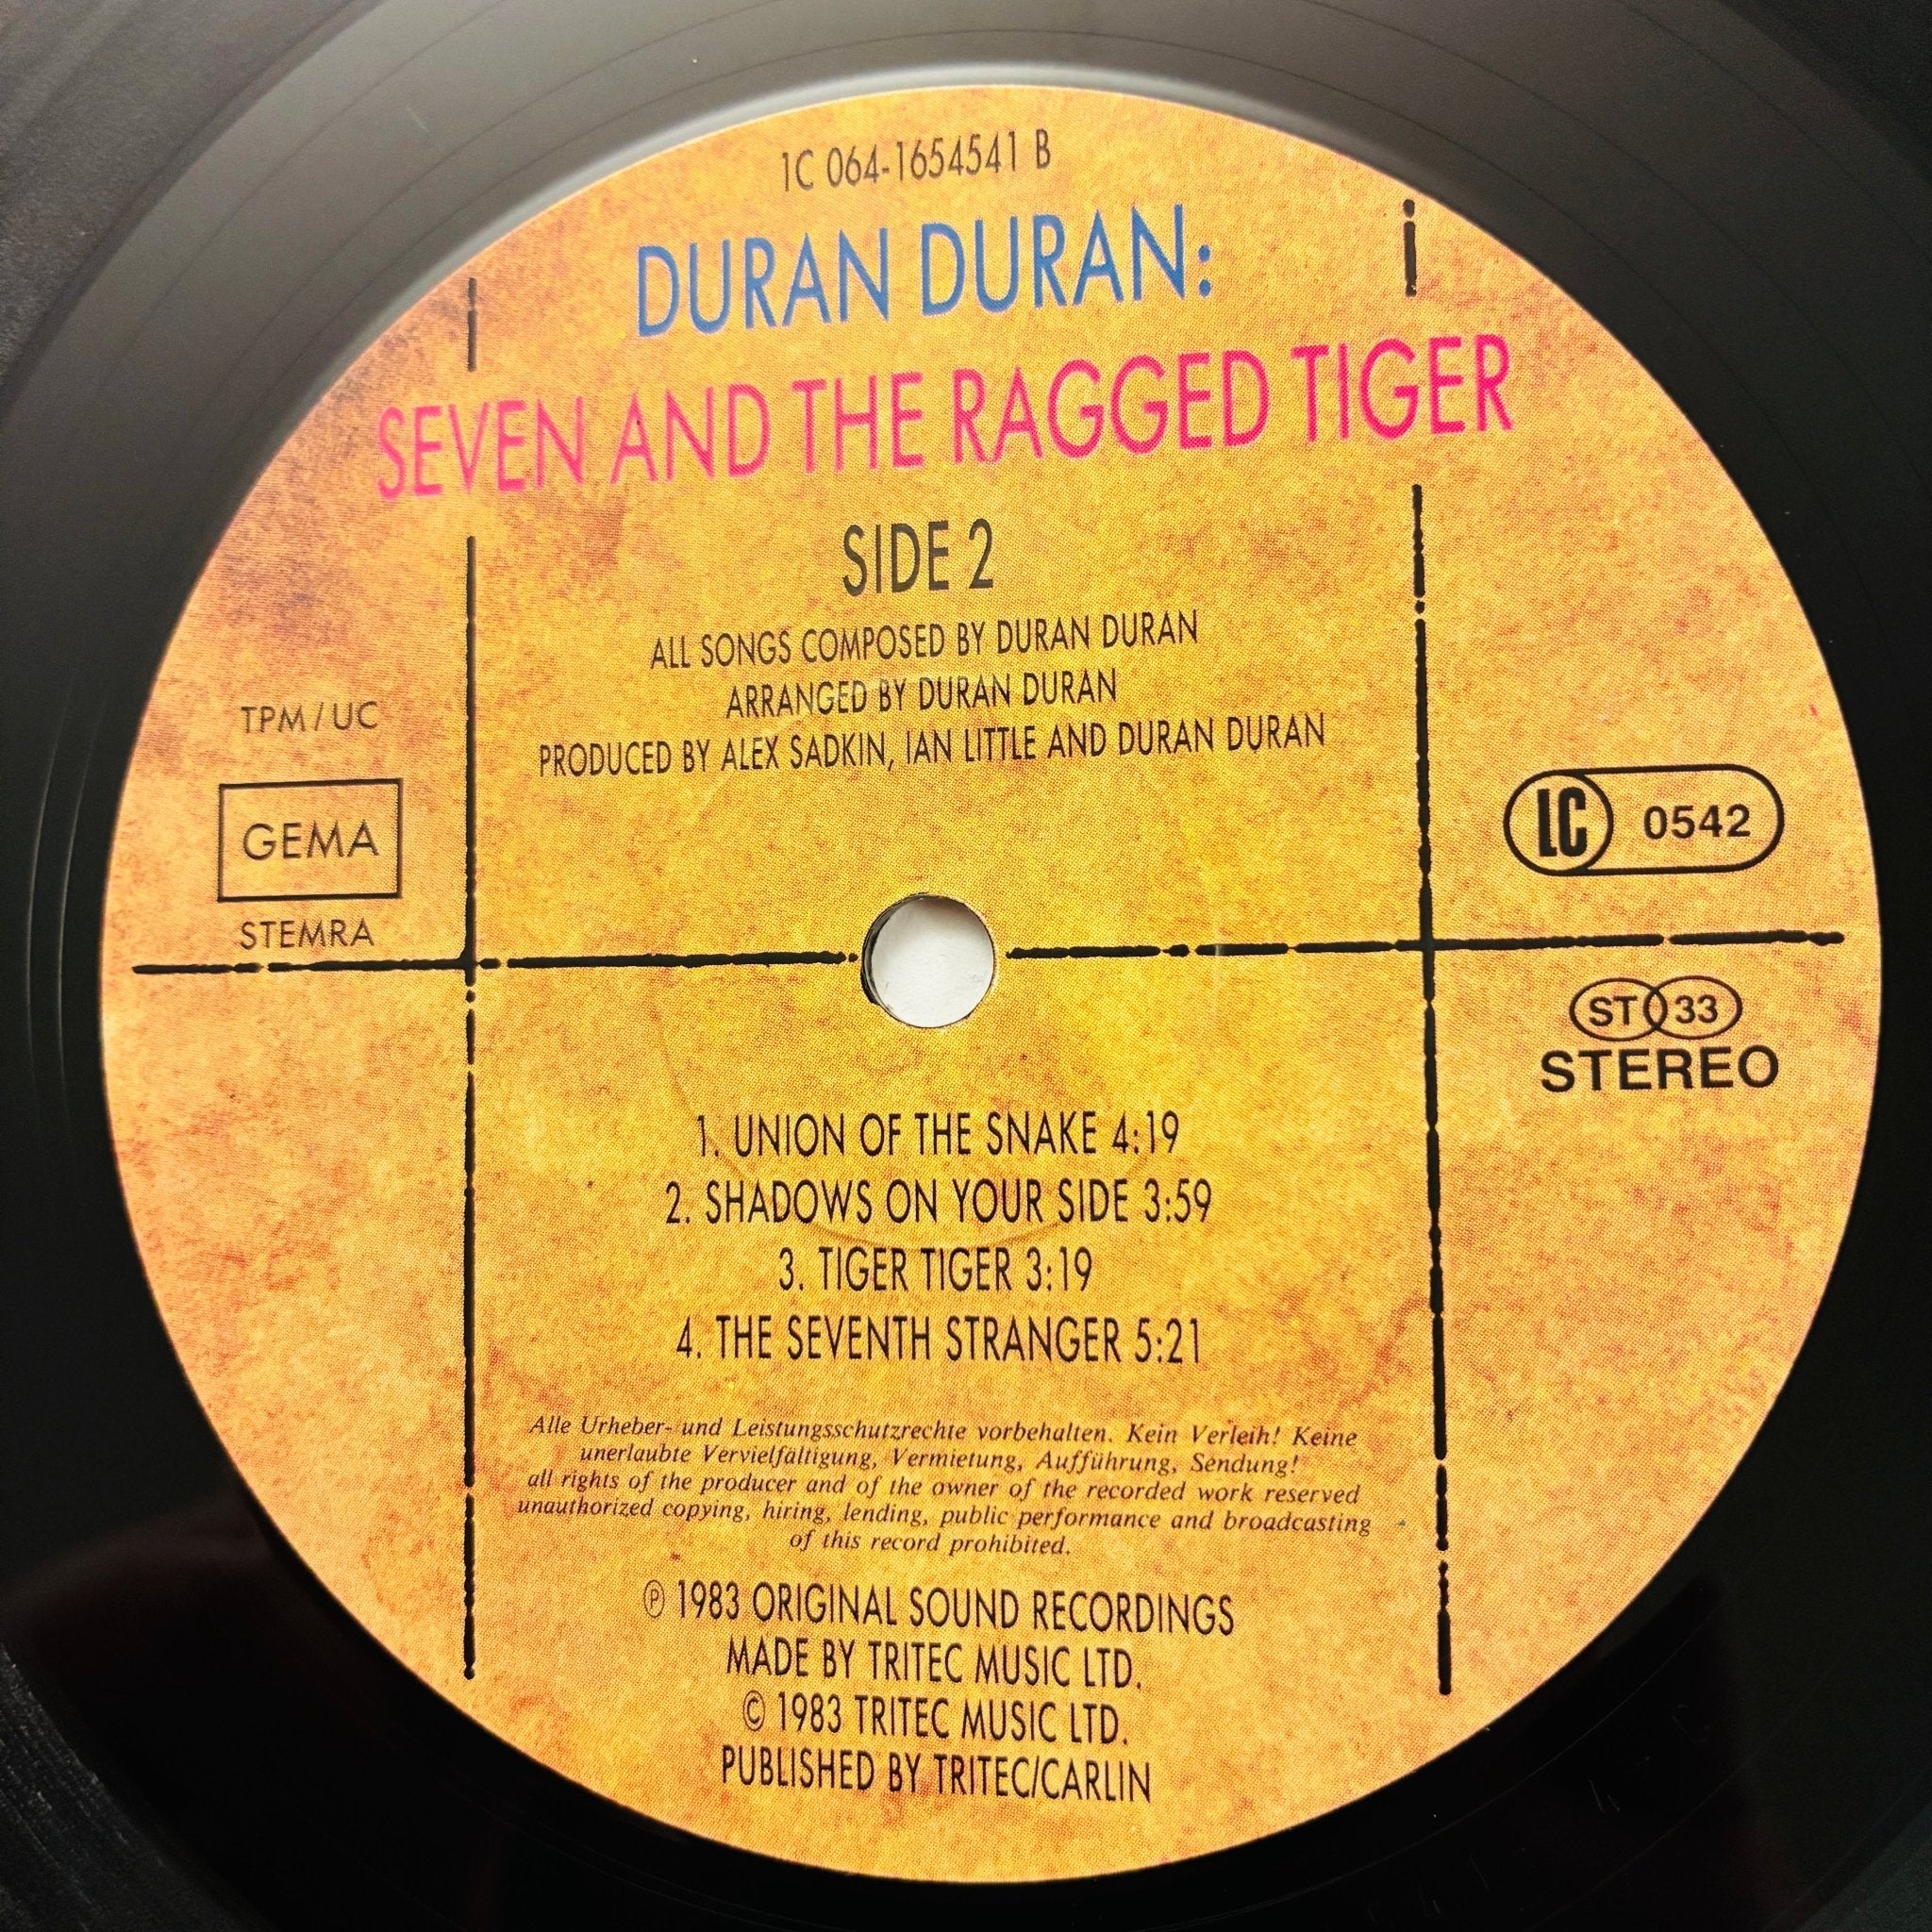 1C 064-1654541 B
DURAN DURAN:
SEVEN AND THE RAGGED TIGER
SIDE 2
ALL SONGS COMPOSED BY DURAN DURAN
ARRANGED BY DURAN DURAN
PRODUCED BY ALEX SADKIN, IAN LITTLE AND DURAN DURAN
TPM/UC
GEMA
STEMRA
LC 0542
ST 33
STEREO
1. UNION OF THE SNAKE 4:19
2. SHADOWS ON YOUR SIDE 3:59
3. TIGER TIGER 3:19
4. THE SEVENTH STRANGER 5:21
Alle Urheber- und Leistungsschutzrechte vorbehalten. Kein Verleih! Keine
unerlaubte Vervielfältigung, Vermietung, Aufführung, Sendung!
all rights of the producer and of the owner of the recorded work reserved
unauthorized copying, hiring, lending, public performance and broadcasting
of this record prohibited.
℗ 1983 ORIGINAL SOUND RECORDINGS
MADE BY TRITEC MUSIC LTD.
© 1983 TRITEC MUSIC LTD.
PUBLISHED BY TRITEC/CARLIN